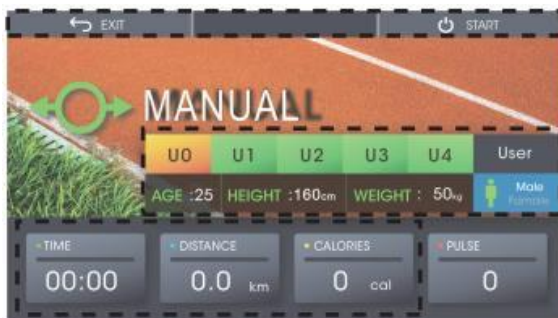 EXIT START
MANUAL
U0 U1 U2 U3 U4 User
AGE :25 HEIGHT :160cm WEIGHT : 50kg Male
Female
TIME DISTANCE CALORIES PULSE
00:00 0.0 km 0 cal 0